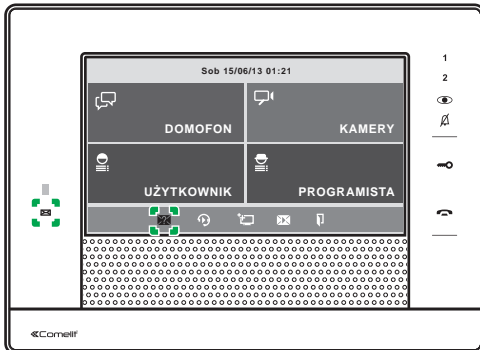 Sob 15/06/13 01:21
DOMOFON
KAMERY
UŻYTKOWNIK
PROGRAMISTA
1
2
Comelit